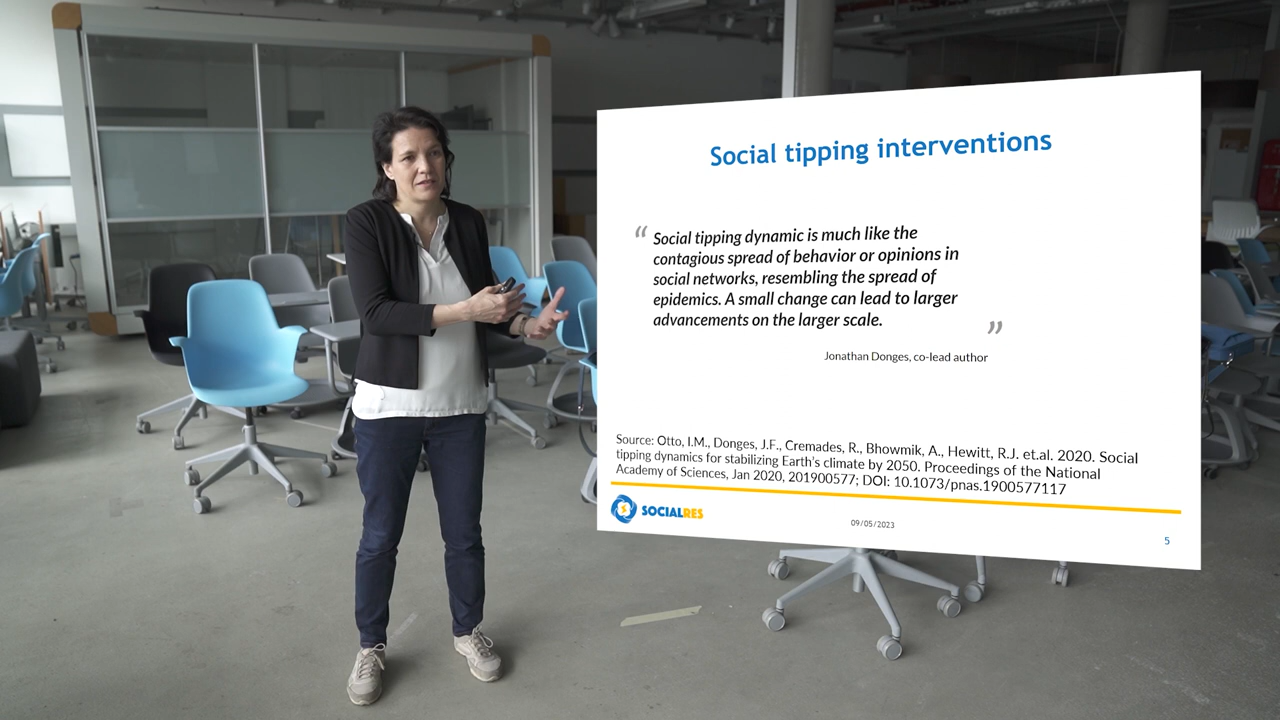 Social tipping interventions
“ Social tipping dynamic is much like the
contagious spread of behavior or opinions in
social networks, resembling the spread of
epidemics. A small change can lead to larger
advancements on the larger scale. ”
Jonathan Donges, co-lead author
Source: Otto, I.M., Donges, J.F., Cremades, R., Bhowmik, A., Hewitt, R.J. et.al. 2020. Social
tipping dynamics for stabilizing Earth's climate by 2050. Proceedings of the National
Academy of Sciences, Jan 2020, 201900577; DOI: 10.1073/pnas.1900577117
SOCIALRES
09/05/2023
5